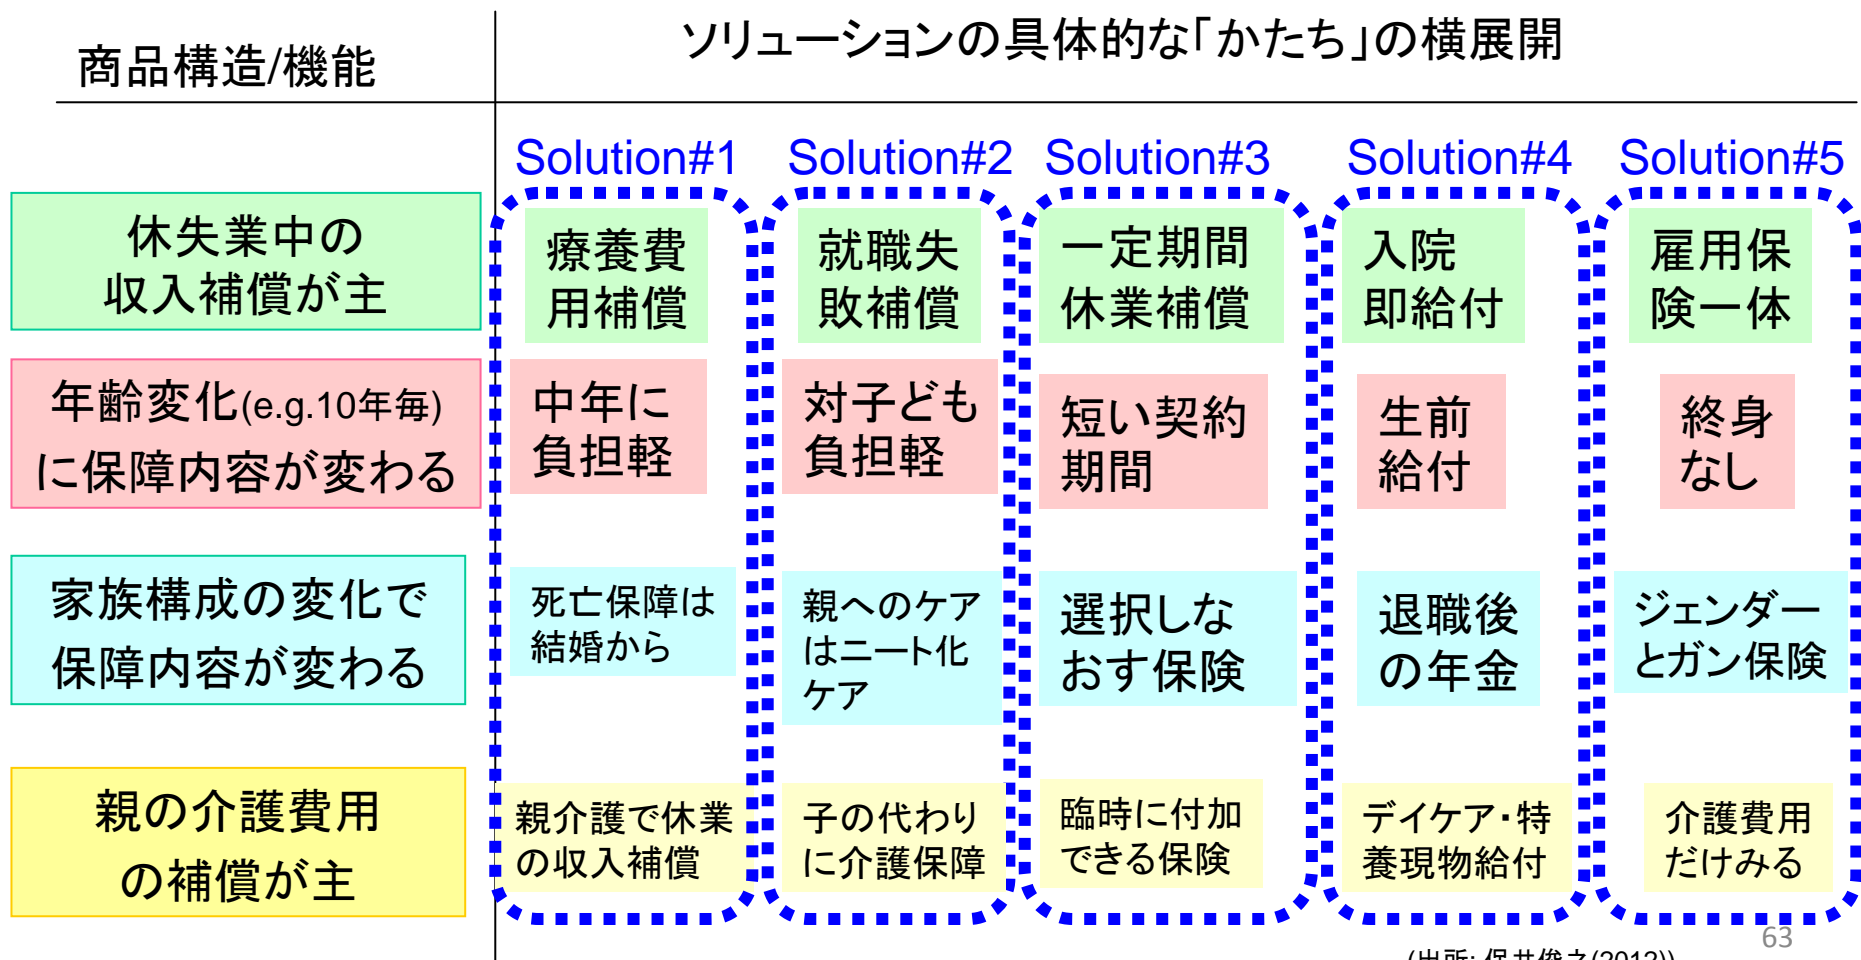 商品構造/機能
ソリューションの具体的な「かたち」の横展開
Solution#1
Solution#2
Solution#3
Solution#4
Solution#5
休失業中の
収入補償が主
療養費
用補償
就職失
敗補償
一定期間
休業補償
入院
即給付
雇用保
険一体
年齢変化(e.g.10年毎)
に保障内容が変わる
中年に
負担軽
対子ども
負担軽
短い契約
期間
生前
給付
終身
なし
家族構成の変化で
保障内容が変わる
死亡保障は
結婚から
親へのケア
はニート化
ケア
選択しな
おす保険
退職後
の年金
ジェンダー
とガン保険
親の介護費用
の補償が主
親介護で休業
の収入補償
子の代わり
に介護保障
臨時に付加
できる保険
デイケア・特
養現物給付
介護費用
だけみる
63
(出所: 保井俊之(2012))